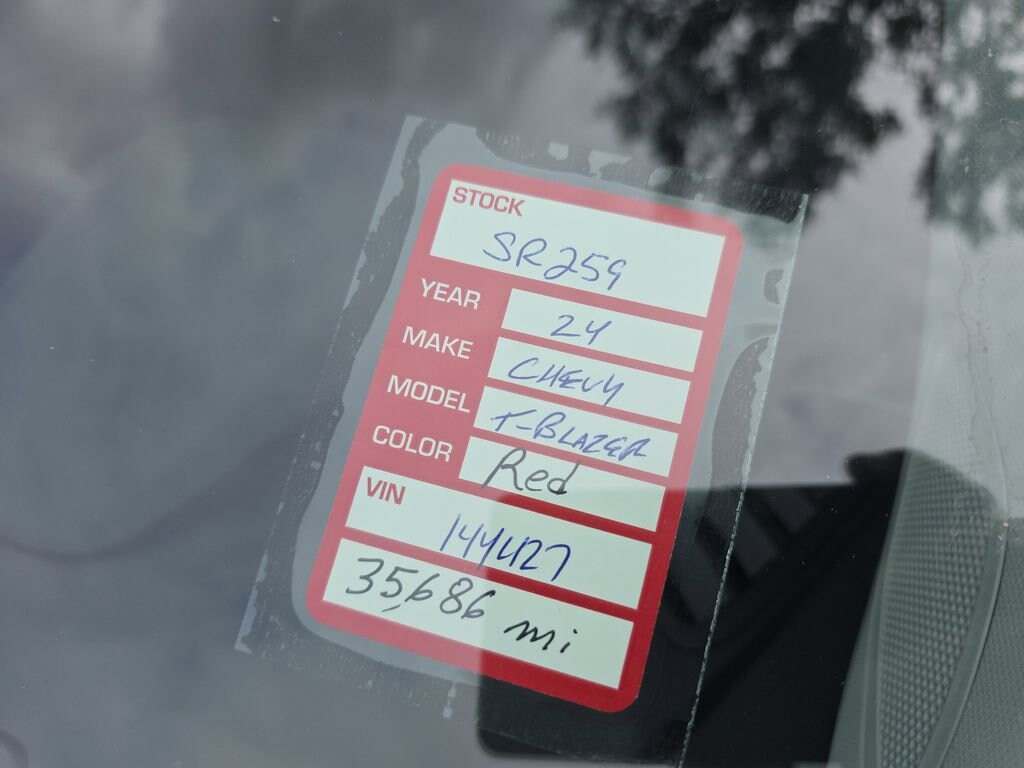 STOCK
SR259
YEAR 24
MAKE CHEVY
MODEL T-BLAZER
COLOR Red
VIN
144427
35,686 mi